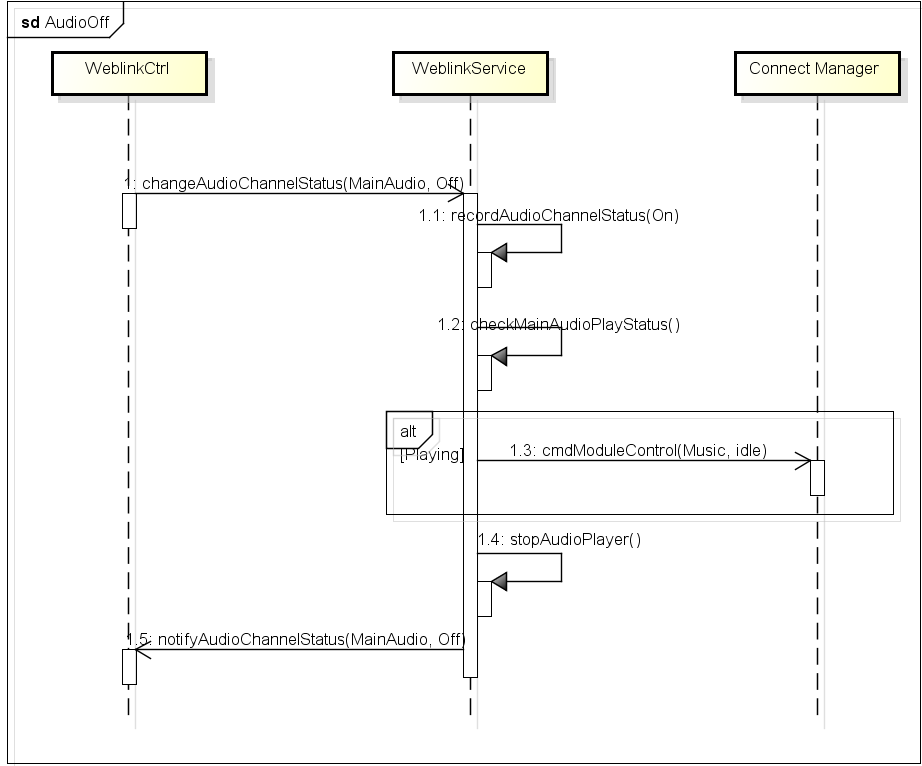 sd AudioOff
WeblinkCtrl
WeblinkService
Connect Manager
1: changeAudioChannelStatus(MainAudio, Off)
1.1: recordAudioChannelStatus(On)
1.2: checkMainAudioPlayStatus()
alt
[Playing]
1.3: cmdModuleControl(Music, idle)
1.4: stopAudioPlayer()
1.5: notifyAudioChannelStatus(MainAudio, Off)